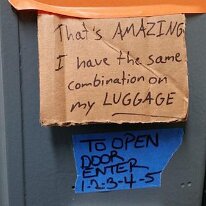 That's AMAZING
I have the same
combination on
my LUGGAGE
TO OPEN
DOOR
ENTER
1-2-3-4-5